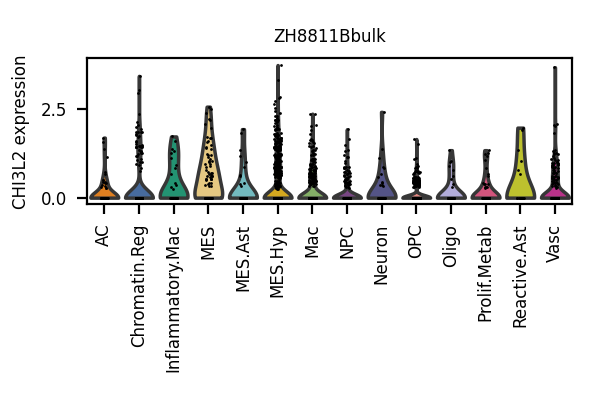 ZH8811Bbulk
CHI3L2 expression
2.5
0.0
AC
Chromatin.Reg
Inflammatory.Mac
MES
MES.Ast
MES.Hyp
Mac
NPC
Neuron
OPC
Oligo
Prolif.Metab
Reactive.Ast
Vasc